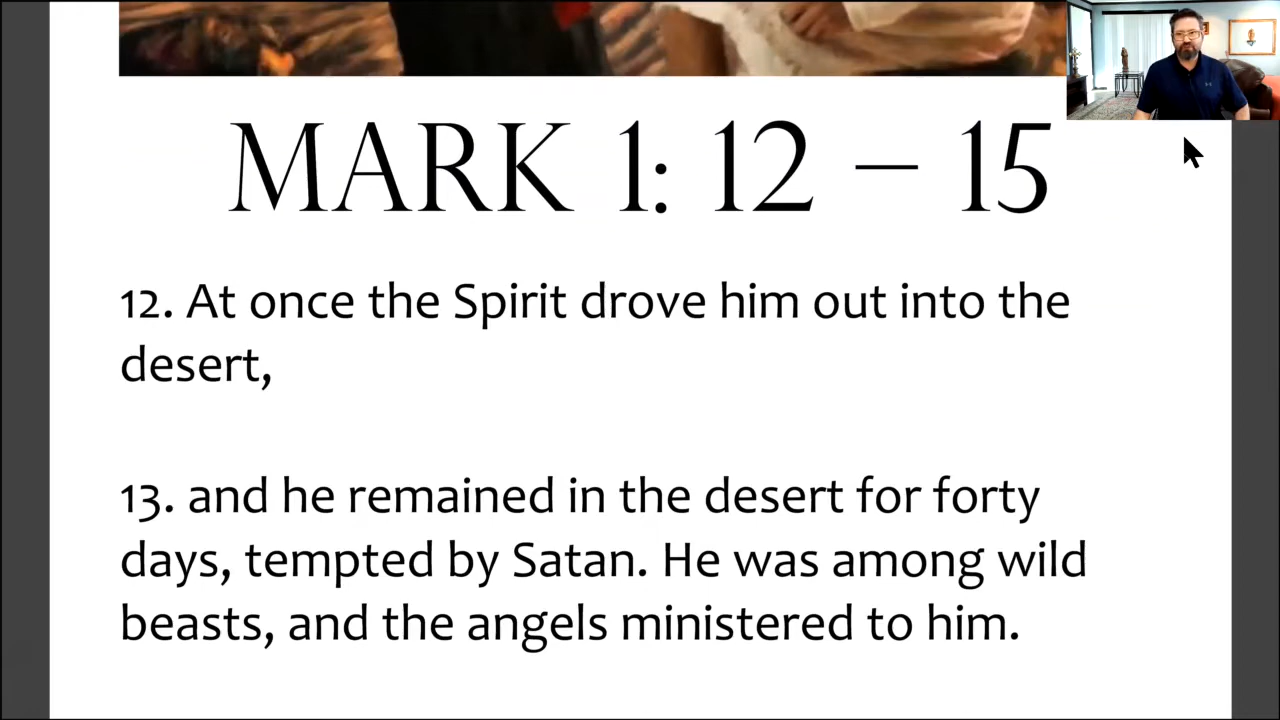 MARK 1: 12 – 15
12. At once the Spirit drove him out into the
desert,
13. and he remained in the desert for forty
days, tempted by Satan. He was among wild
beasts, and the angels ministered to him.